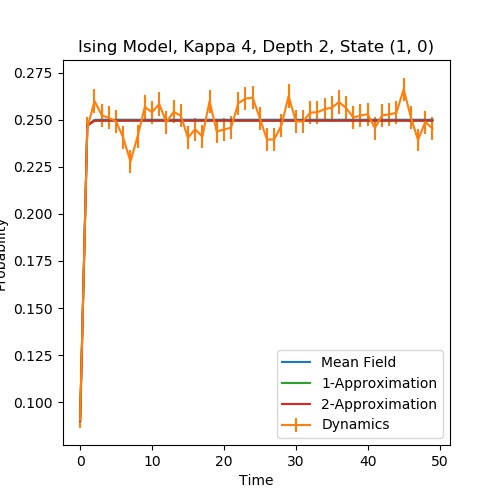 Ising Model, Kappa 4, Depth 2, State (1, 0)
0.275
0.250
0.225
0.200
0.175
0.150
0.125
0.100
Probability
0
10
20
30
40
50
Time
Mean Field
1-Approximation
2-Approximation
Dynamics